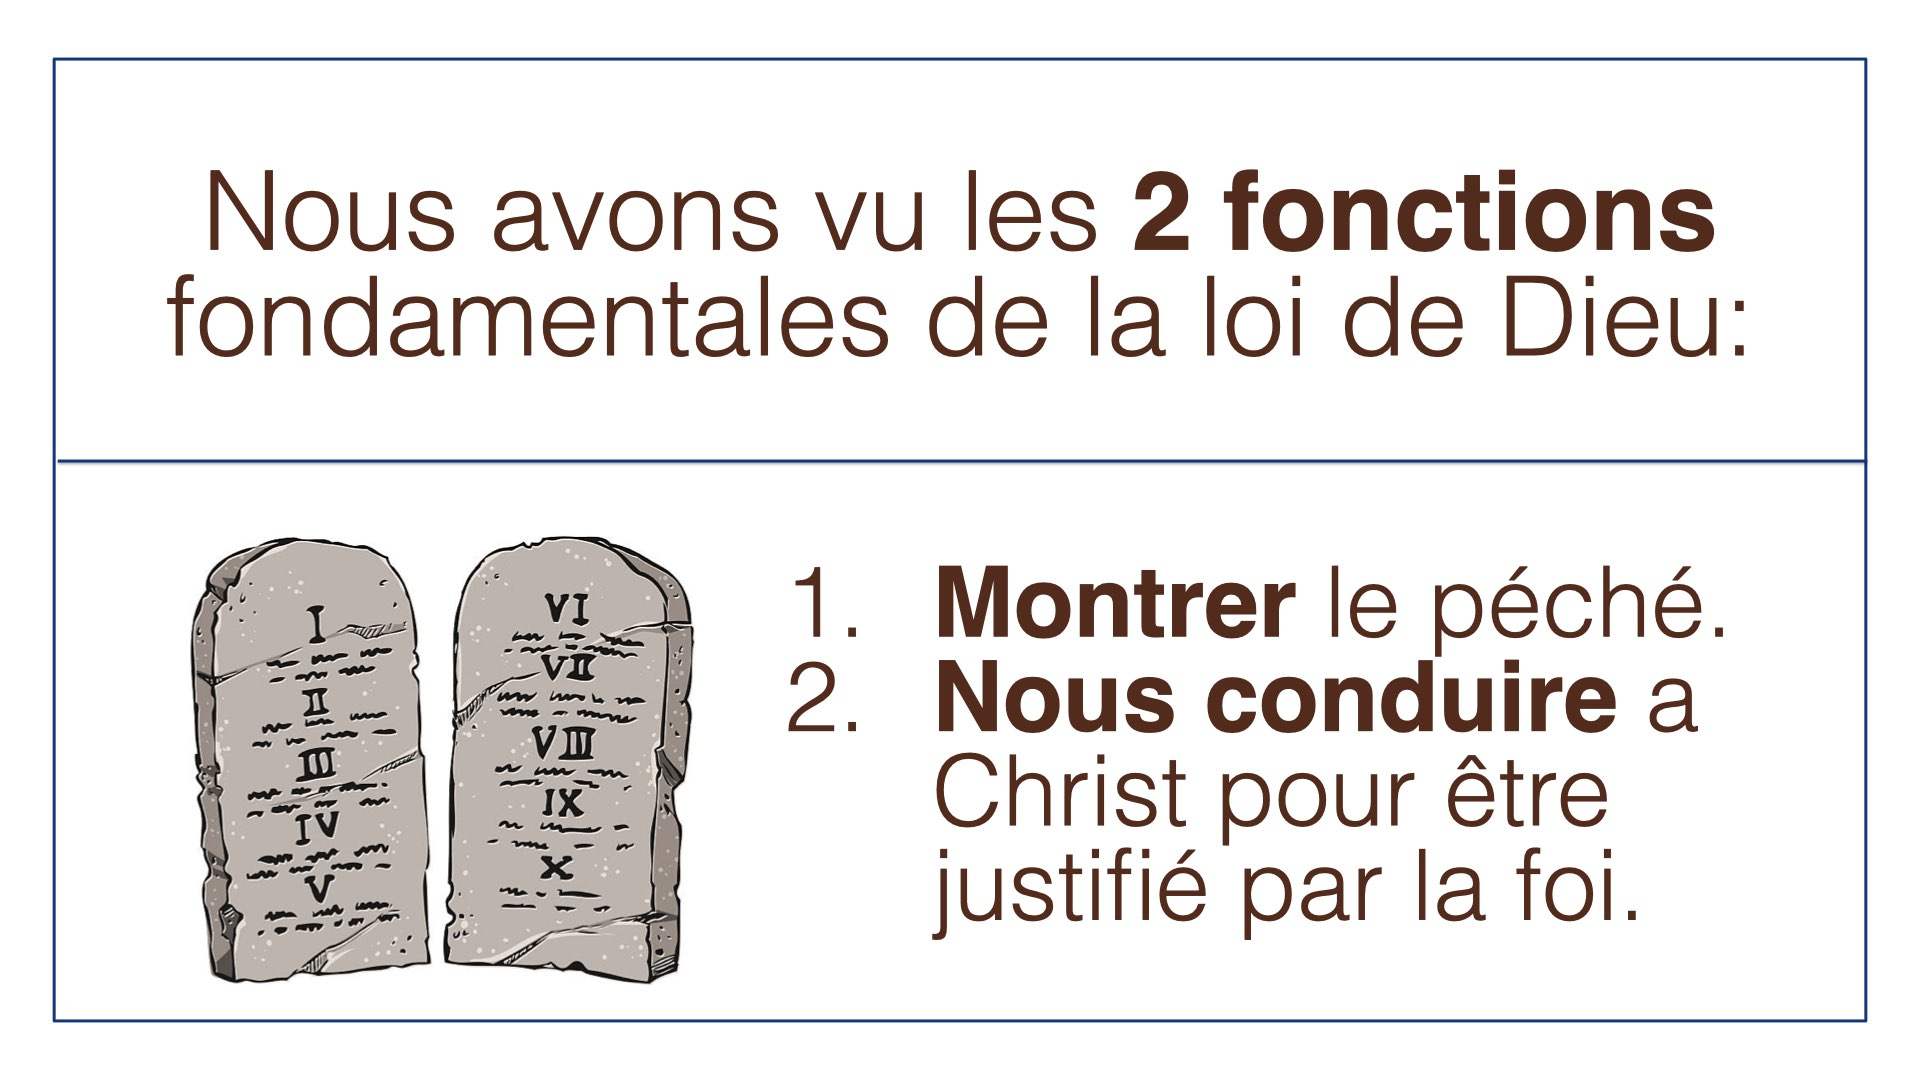 Nous avons vu les 2 fonctions
fondamentales de la loi de Dieu:
I
II
III
IV
V
VI
VII
VIII
IX
X
1. Montrer le péché.
2. Nous conduire a
Christ pour être
justifié par la foi.